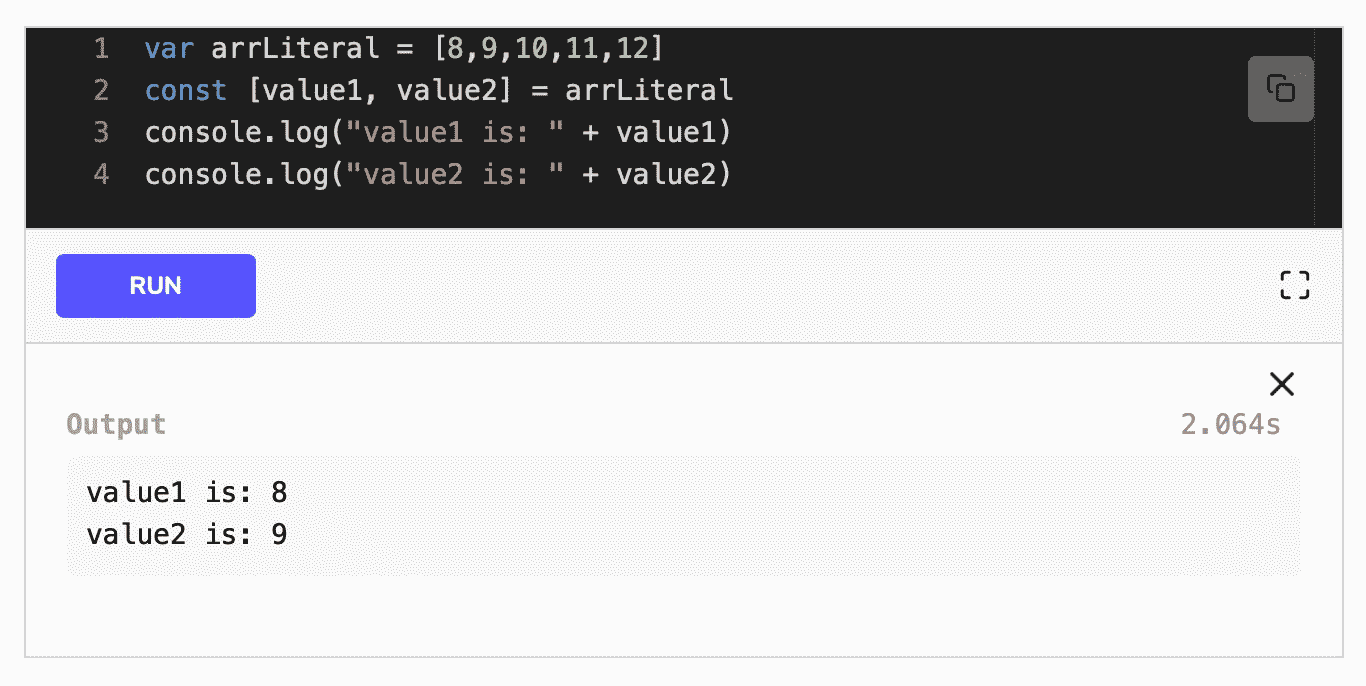 1 var arrLiteral = [8,9,10,11,12]
2 const [value1, value2] = arrLiteral
3 console.log("value1 is: " + value1)
4 console.log("value2 is: " + value2)
RUN
Output 2.064s
value1 is: 8
value2 is: 9